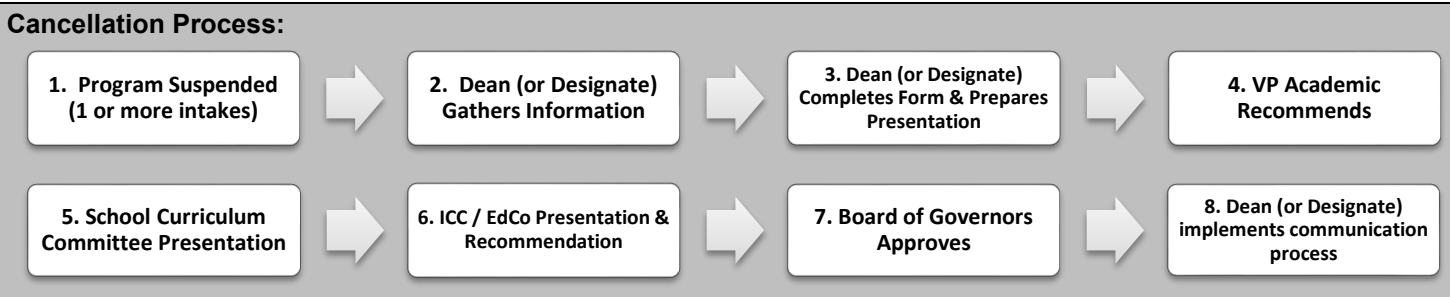 Cancellation Process:
1. Program Suspended
(1 or more intakes)
2. Dean (or Designate)
Gathers Information
3. Dean (or Designate)
Completes Form & Prepares
Presentation
4. VP Academic
Recommends
5. School Curriculum
Committee Presentation
6. ICC / EdCo Presentation &
Recommendation
7. Board of Governors
Approves
8. Dean (or Designate)
implements communication
process